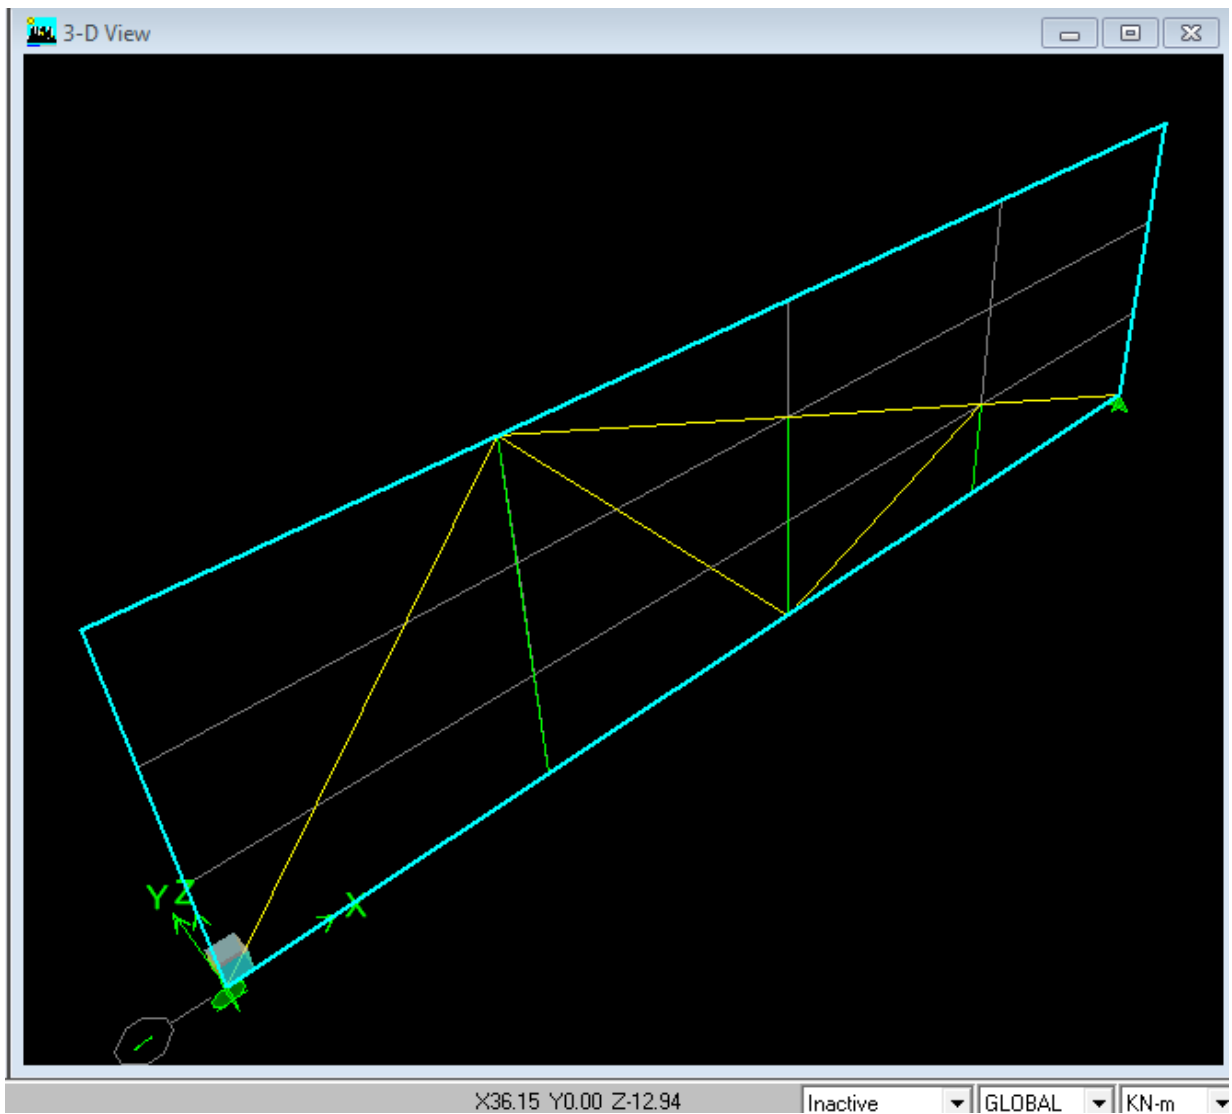 3-D View
Y Z
X
X36.15 Y0.00 Z-12.94
Inactive
GLOBAL
KN-m